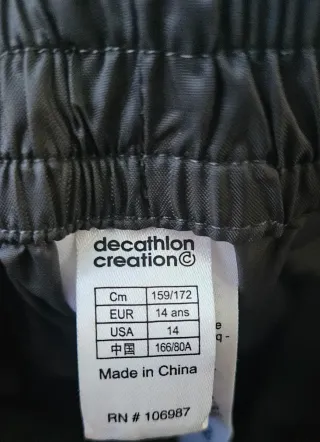 decathlon
creation©
Cm 159/172
EUR 14 ans
USA 14
中国 166/80A
Made in China
RN # 106987
e
q -